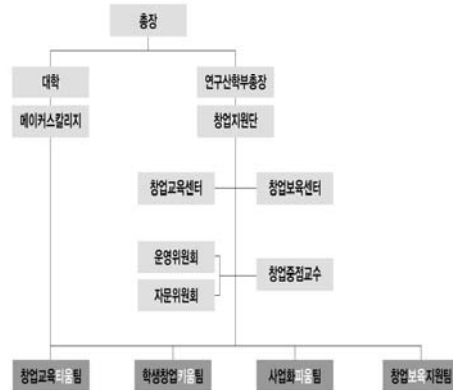 총장
대학
연구산학부총장
메이커스칼리지
창업지원단
창업교육센터
창업보육센터
운영위원회
창업중점교수
자문위원회
창업교육티움팀
학생창업키움팀
사업화피움팀
창업보육지원팀